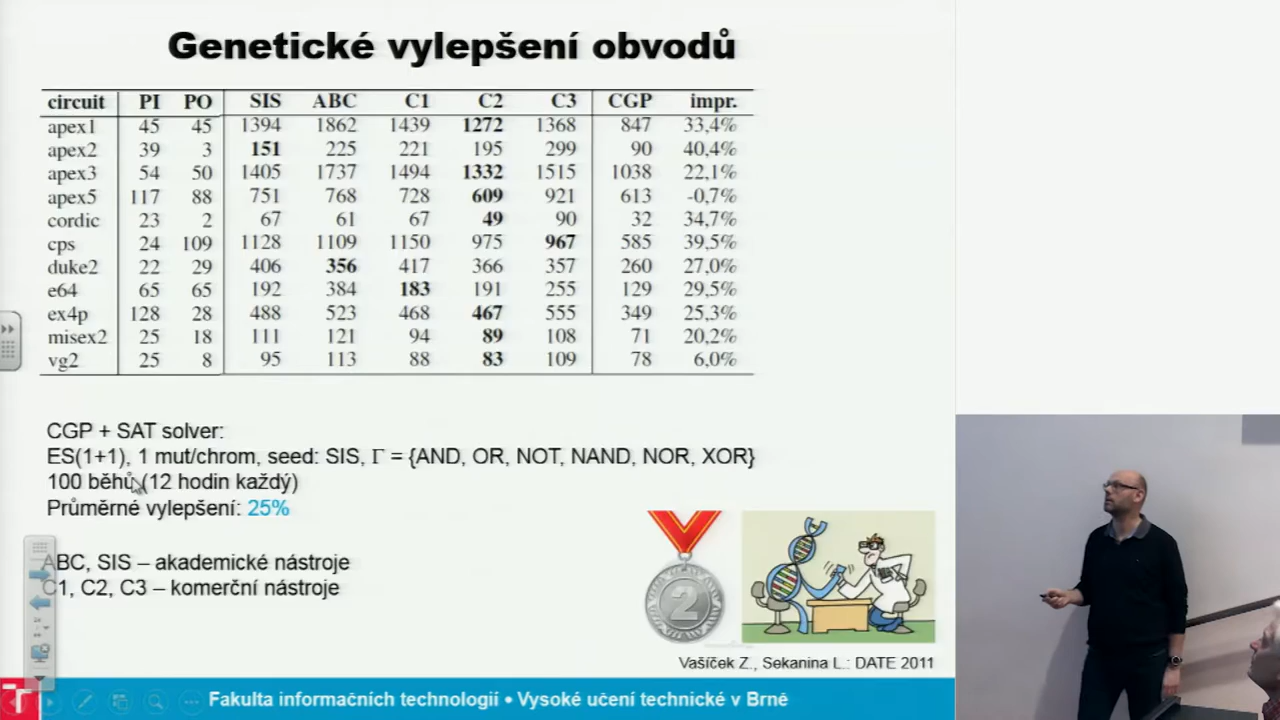 Genetické vylepšení obvodů
circuit PI PO SIS ABC C1 C2 C3 CGP impr.
apex1 45 45 1394 1862 1439 1272 1368 847 33,4%
apex2 39 3 151 225 221 195 299 90 40,4%
apex3 54 50 1405 1737 1494 1332 1515 1038 22,1%
apex5 117 88 751 768 728 609 921 613 -0,7%
cordic 23 2 67 61 67 49 90 32 34,7%
cps 24 109 1128 1109 1150 975 967 585 39,5%
duke2 22 29 406 356 417 366 357 260 27,0%
e64 65 65 192 384 183 191 255 129 29,5%
ex4p 128 28 488 523 468 467 555 349 25,3%
misex2 25 18 111 121 94 89 108 71 20,2%
vg2 25 8 95 113 88 83 109 78 6,0%
CGP + SAT solver:
ES(1+1), 1 mut/chrom, seed: SIS, Γ = {AND, OR, NOT, NAND, NOR, XOR}
100 běhů (12 hodin každý)
Průměrné vylepšení: 25%
ABC, SIS – akademické nástroje
C1, C2, C3 – komerční nástroje
2
Vašíček Z., Sekanina L.: DATE 2011
Fakulta informačních technologií • Vysoké učení technické v Brně